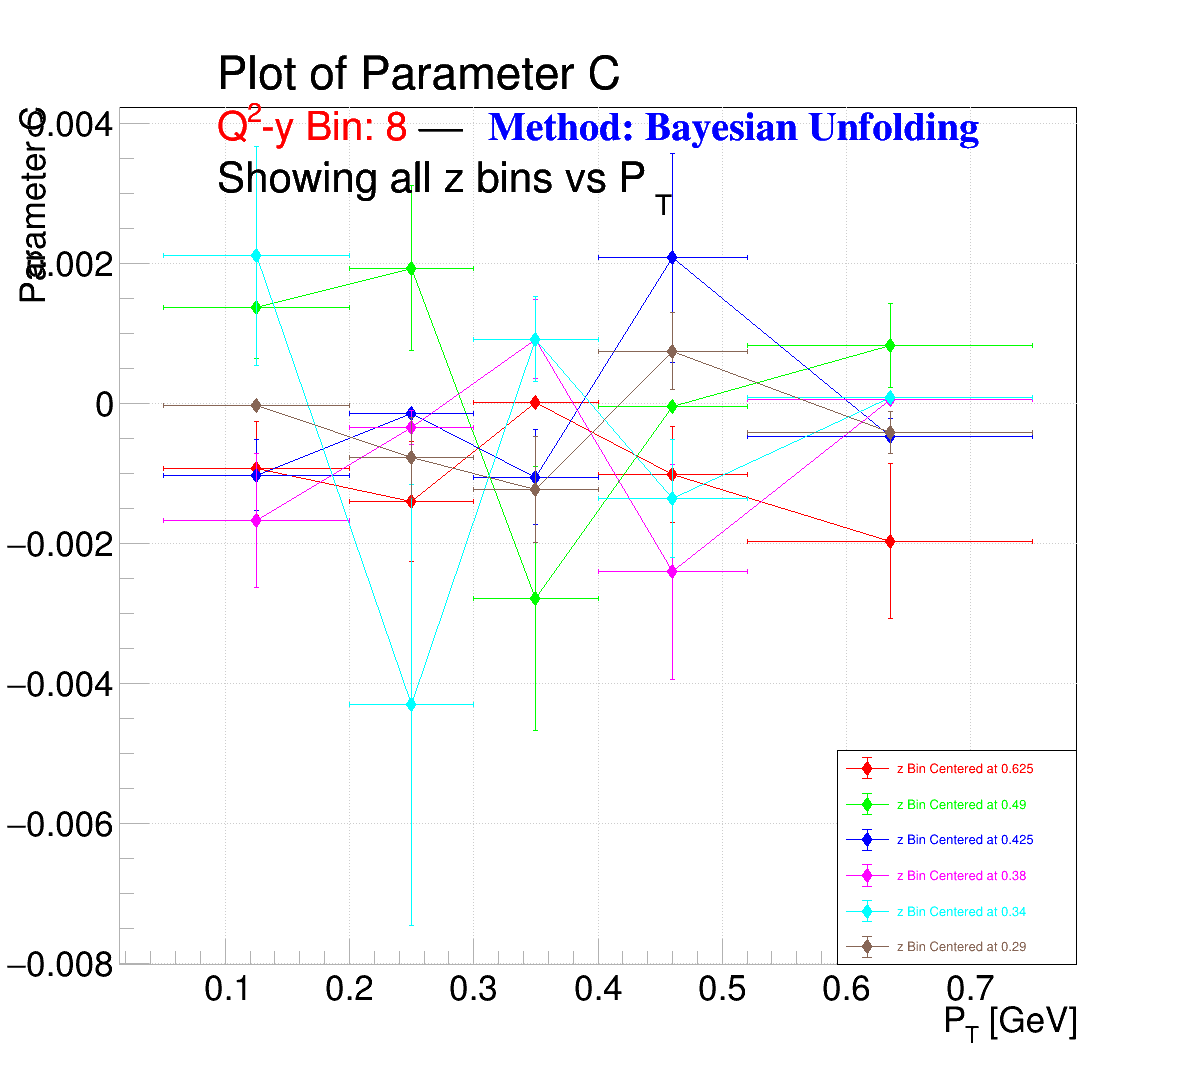 Plot of Parameter C
Q²-y Bin: 8 — Method: Bayesian Unfolding
Showing all z bins vs P_T
Parameter C
0.004
0.002
0
−0.002
−0.004
−0.006
−0.008
0.1 0.2 0.3 0.4 0.5 0.6 0.7
P_T [GeV]
z Bin Centered at 0.625
z Bin Centered at 0.49
z Bin Centered at 0.425
z Bin Centered at 0.38
z Bin Centered at 0.34
z Bin Centered at 0.29